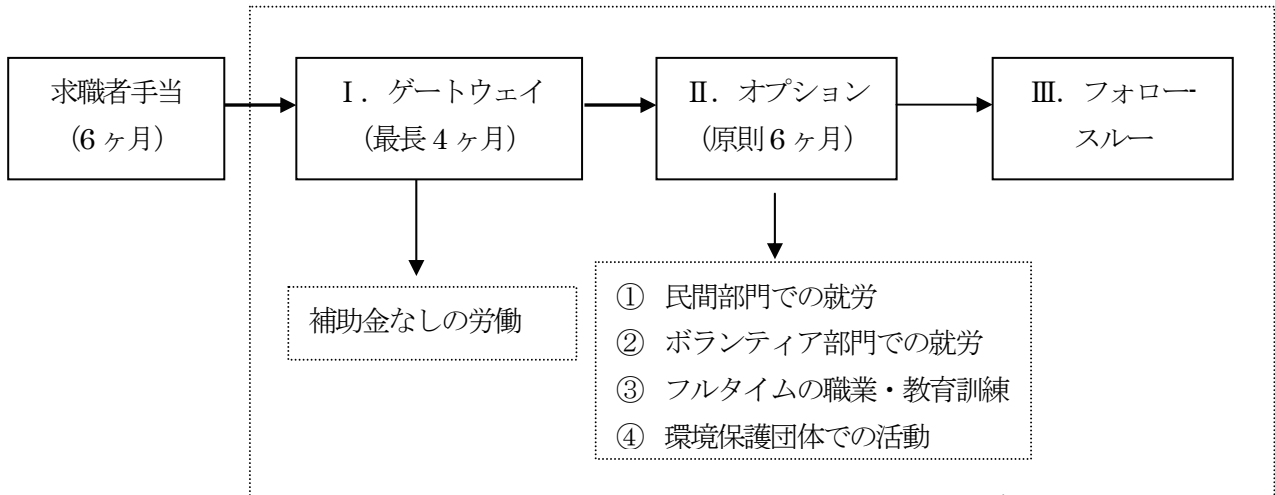 求職者手当
(6ヶ月)
Ⅰ．ゲートウェイ
(最長4ヶ月)
Ⅱ．オプション
(原則6ヶ月)
Ⅲ．フォロー-
スルー
補助金なしの労働
① 民間部門での就労
② ボランティア部門での就労
③ フルタイムの職業・教育訓練
④ 環境保護団体での活動